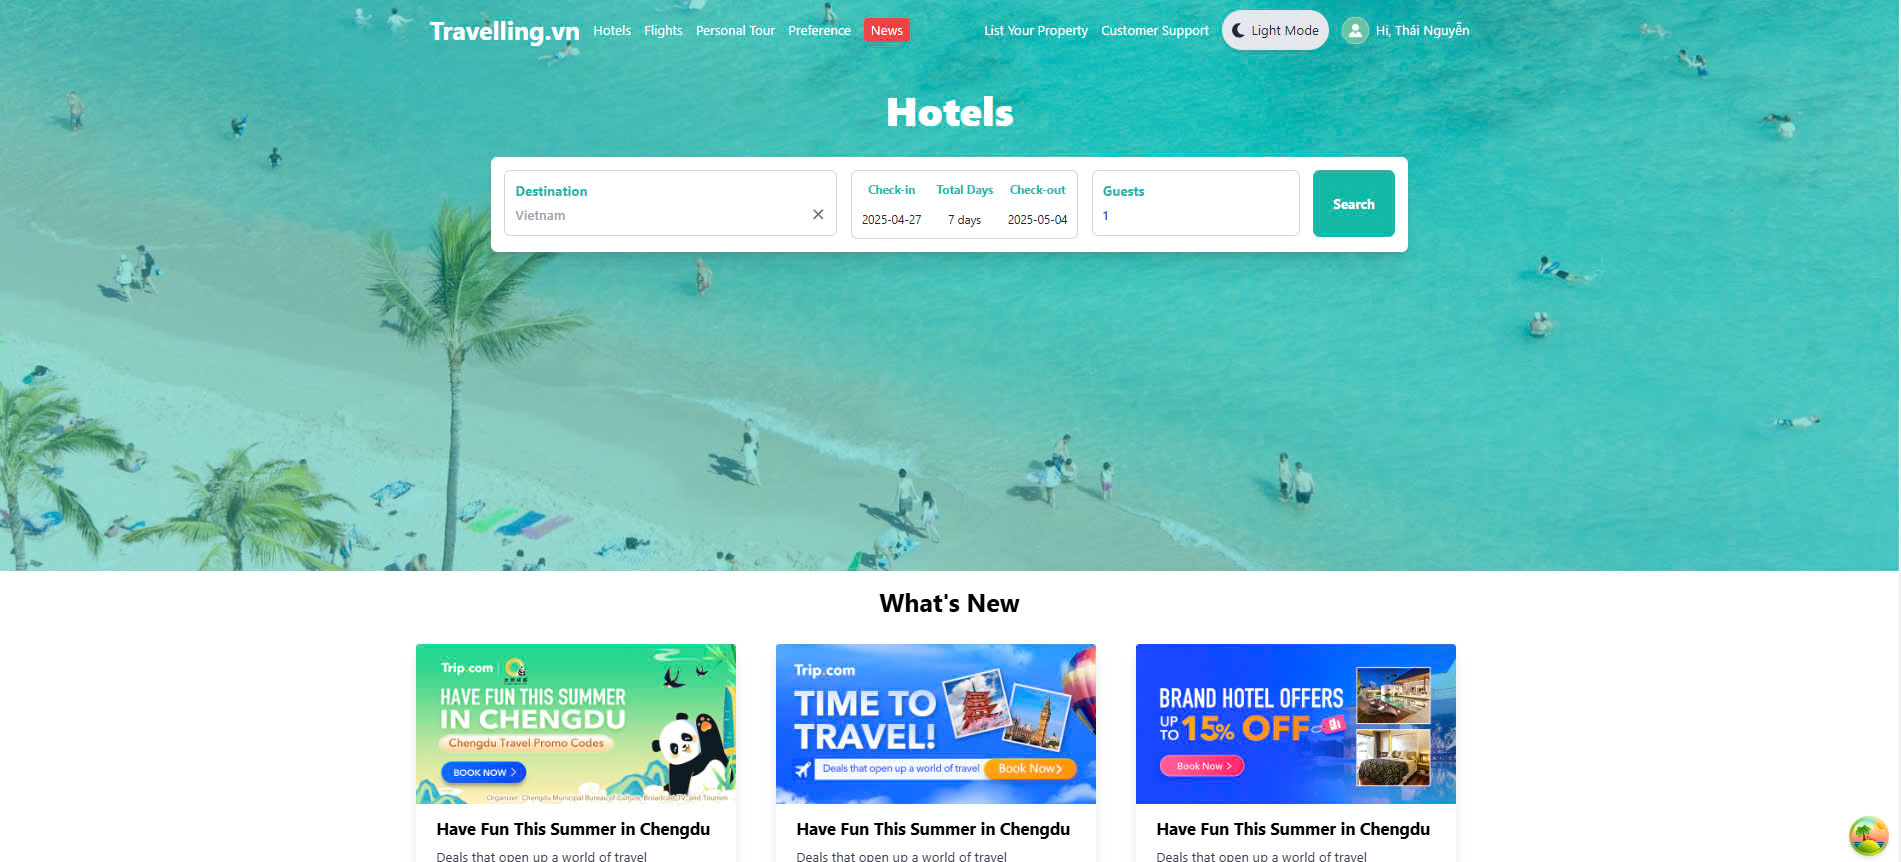 Travelling.vn Hotels Flights Personal Tour Preference News List Your Property Customer Support Light Mode Hi, Thái Nguyễn
Hotels
Destination
Vietnam
Check-in Total Days Check-out
2025-04-27 7 days 2025-05-04
Guests
1
Search
What's New
Trip.com
HAVE FUN THIS SUMMER
IN CHENGDU
Chengdu Travel Promo Codes
BOOK NOW >
Organizer: Chengdu Municipal Bureau of Culture, Broadcast, TV, and Tourism
Have Fun This Summer in Chengdu
Deals that open up a world of travel
Trip.com
TIME TO
TRAVEL!
Deals that open up a world of travel Book Now>
Have Fun This Summer in Chengdu
Deals that open up a world of travel
BRAND HOTEL OFFERS
UP TO 15% OFF
Book Now >
Have Fun This Summer in Chengdu
Deals that open up a world of travel